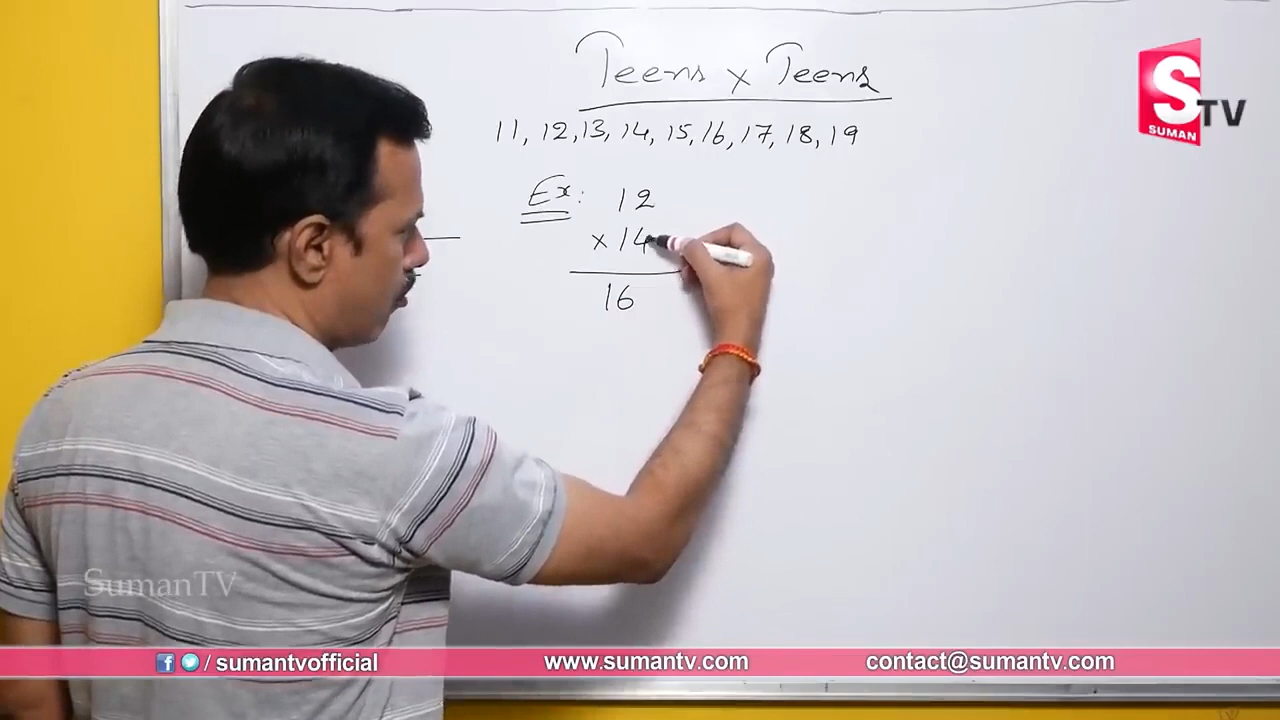 Teens x Teens
11, 12, 13, 14, 15, 16, 17, 18, 19
Ex: 12
x 14
16
S TV
SUMAN
SumanTV
/ sumantvofficial
www.sumantv.com
contact@sumantv.com